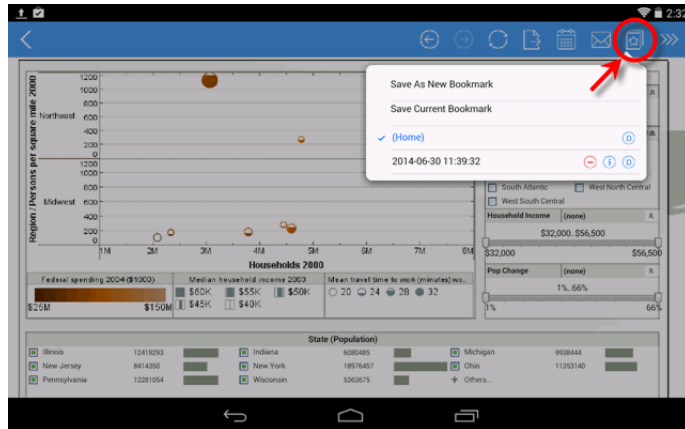 2:32
Save As New Bookmark
Save Current Bookmark
(Home)
D
2014-06-30 11:39:32
i D
Region / Persons per square mile 2000
Northeast
1200
1000
800
600
400
200
0
Midwest
1200
1000
800
600
400
200
0
1M 2M 3M 4M 5M 6M 7M 8M
Households 2000
South Atlantic West North Central
West South Central
Household Income (none)
$32,000..$56,500
$32,000 $56,500
Pop Change (none)
1%..66%
1% 66%
Federal spending 2004 ($1000)
$25M $150M
Median household income 2003
$60K $55K $50K
$45K $40K
Mean travel time to work (minutes) wo...
20 24 28 32
State (Population)
Illinois 12419293 Indiana 6080485 Michigan 9938444
New Jersey 8414350 New York 18976457 Ohio 11353140
Pennsylvania 12281054 Wisconsin 5363675 Others...